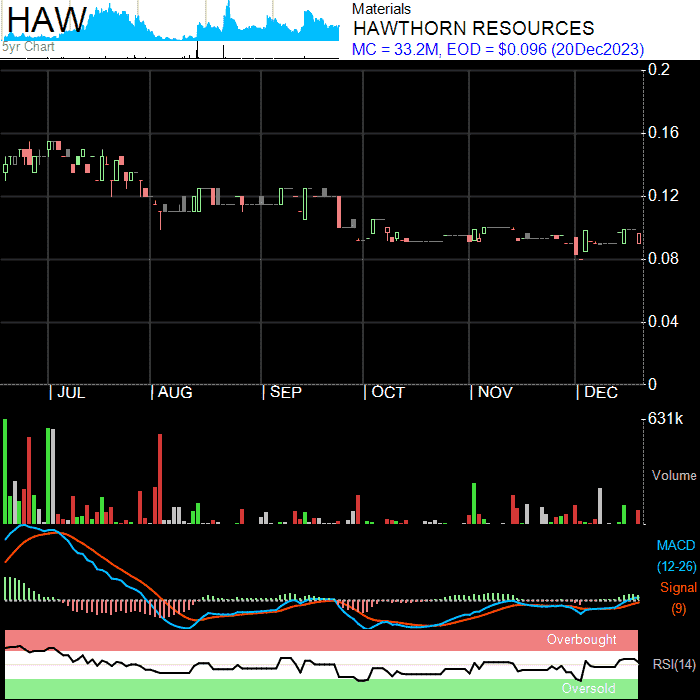 HAW
5yr Chart
Materials
HAWTHORN RESOURCES
MC = 33.2M, EOD = $0.096 (20Dec2023)
0.2
0.16
0.12
0.08
0.04
0
JUL
AUG
SEP
OCT
NOV
DEC
631k
Volume
MACD
(12-26)
Signal
(9)
Overbought
RSI(14)
Oversold